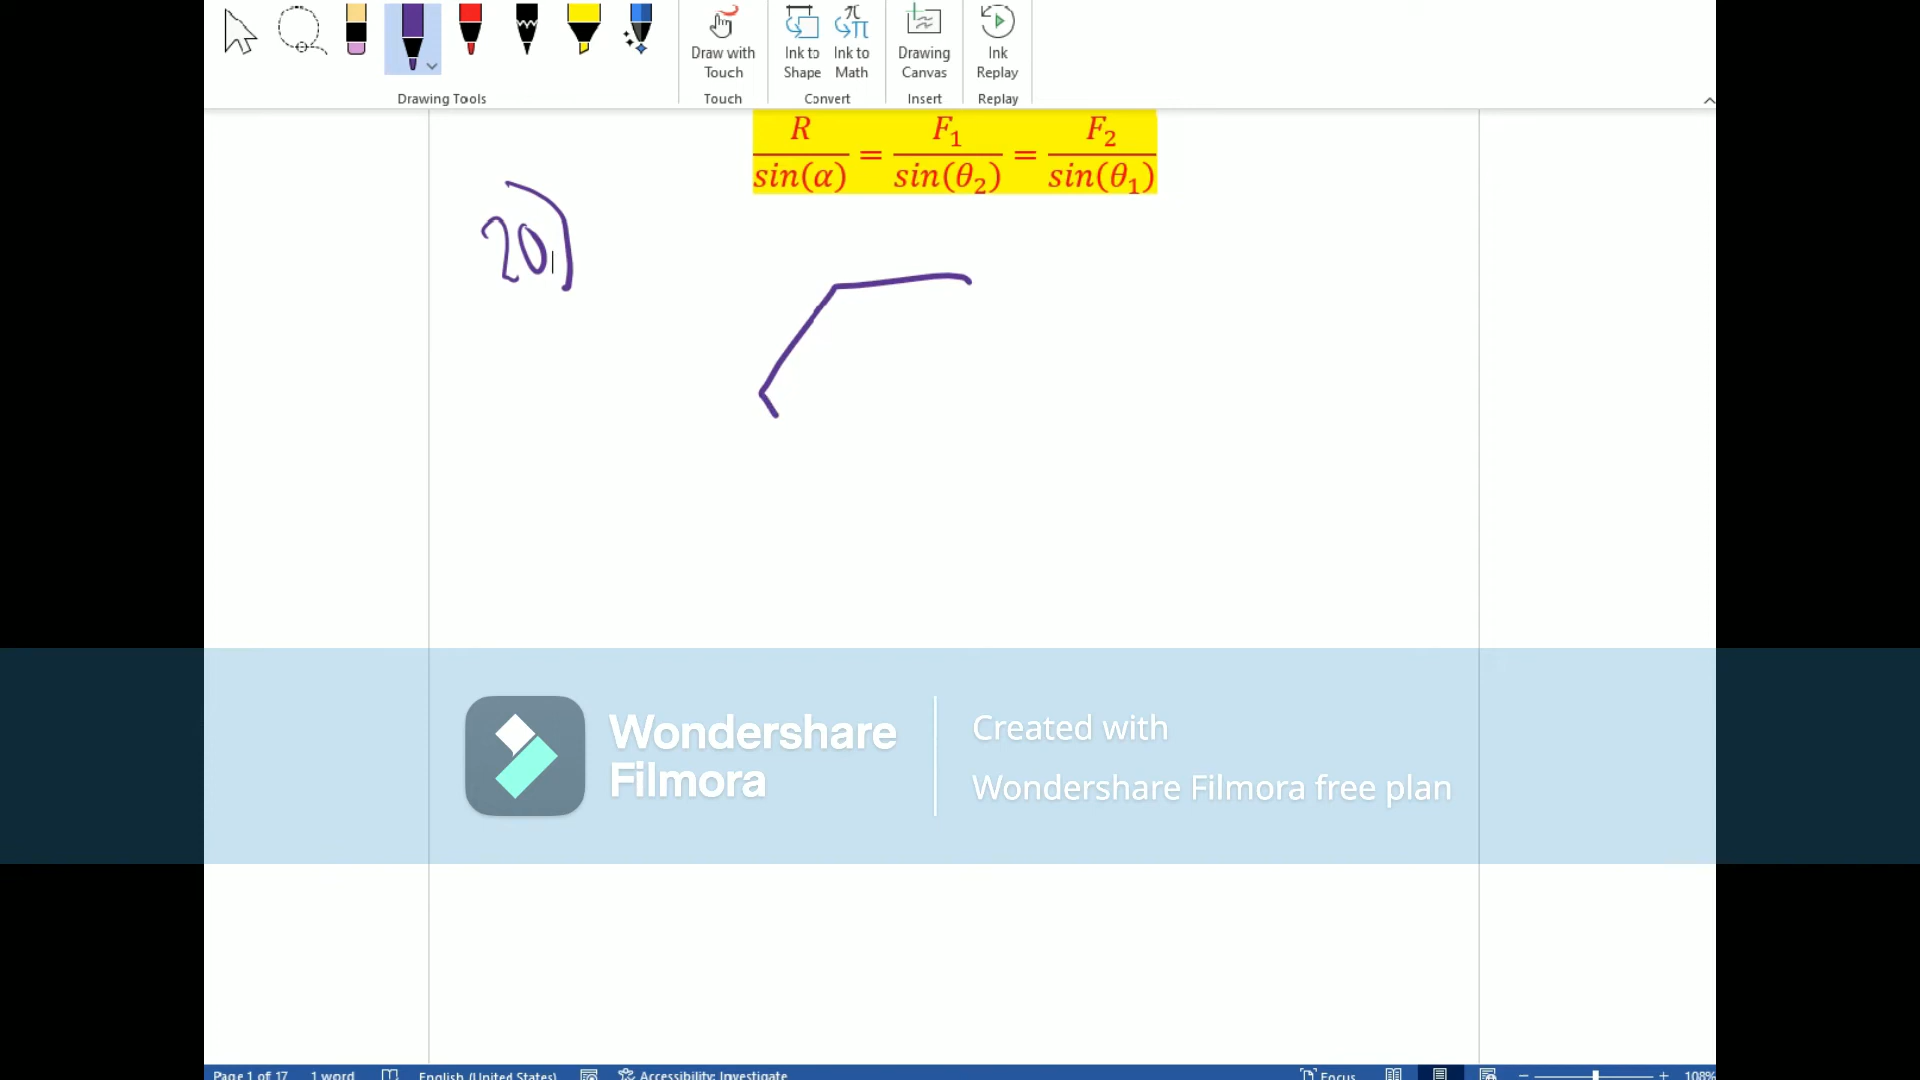 Draw with Touch
Ink to Shape
Ink to Math
Drawing Canvas
Ink Replay
Drawing Tools
Touch
Convert
Insert
Replay
R/sin(α) = F₁/sin(θ₂) = F₂/sin(θ₁)
20)
Wondershare Filmora
Created with
Wondershare Filmora free plan
Page 1 of 17 1 word English (United States) Accessibility: Investigate Focus 108%